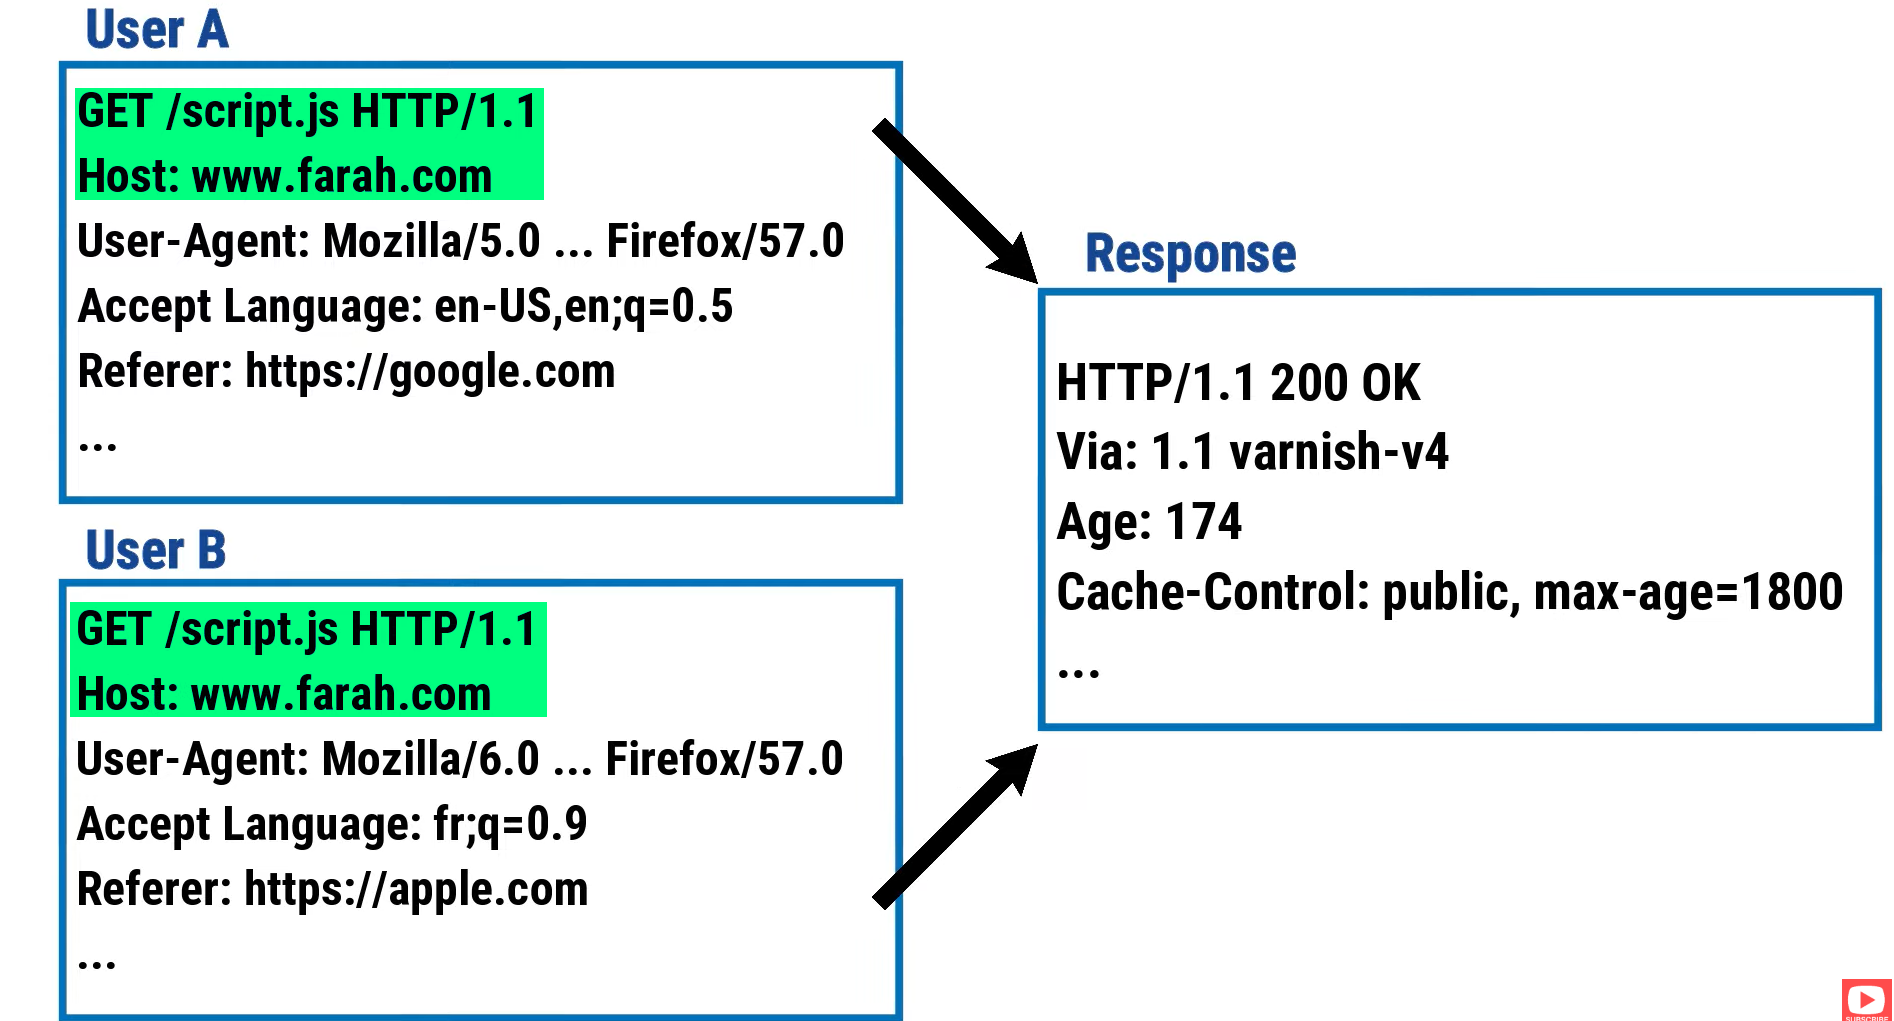 User A
GET /script.js HTTP/1.1
Host: www.farah.com
User-Agent: Mozilla/5.0 ... Firefox/57.0
Accept Language: en-US,en;q=0.5
Referer: https://google.com
...
User B
GET /script.js HTTP/1.1
Host: www.farah.com
User-Agent: Mozilla/6.0 ... Firefox/57.0
Accept Language: fr;q=0.9
Referer: https://apple.com
...
Response
HTTP/1.1 200 OK
Via: 1.1 varnish-v4
Age: 174
Cache-Control: public, max-age=1800
...
SUBSCRIBE